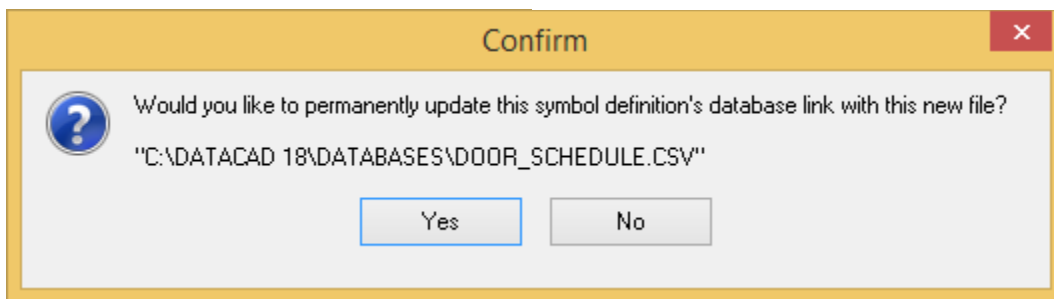 Confirm
Would you like to permanently update this symbol definition's database link with this new file?
"C:\DATACAD 18\DATABASES\DOOR_SCHEDULE.CSV"
Yes No